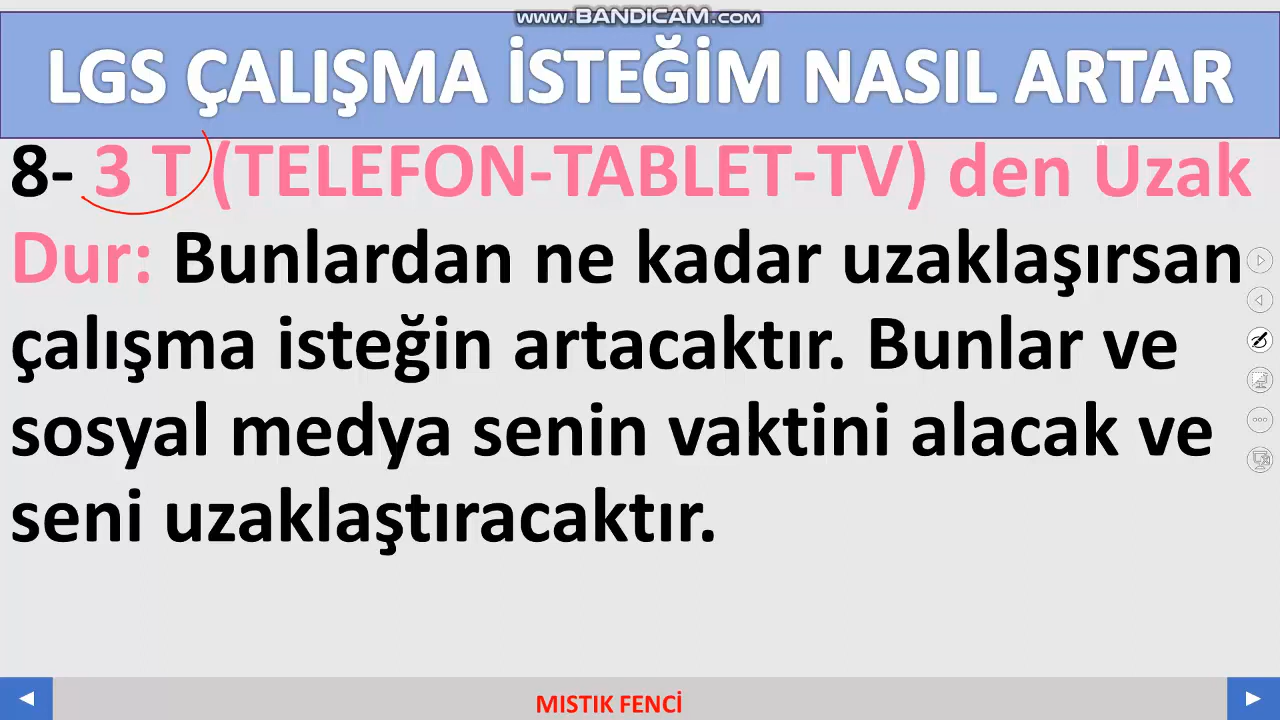 www.BANDICAM.com
LGS ÇALIŞMA İSTEĞİM NASIL ARTAR
8- 3 T (TELEFON-TABLET-TV) den Uzak
Dur: Bunlardan ne kadar uzaklaşırsan
çalışma isteğin artacaktır. Bunlar ve
sosyal medya senin vaktini alacak ve
seni uzaklaştıracaktır.
MISTIK FENCİ